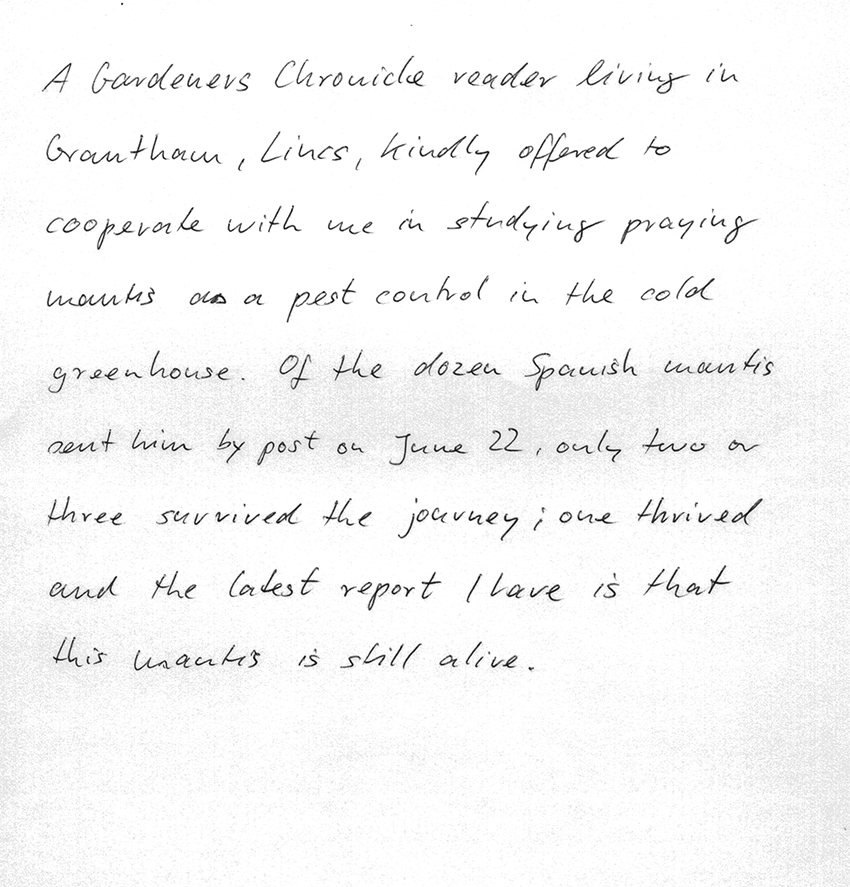 A Gardeners Chronicle reader living in
Grantham, Lincs, kindly offered to
cooperate with me in studying praying
mantis as a pest control in the cold
greenhouse. Of the dozen Spanish mantis
sent him by post on June 22, only two or
three survived the journey; one thrived
and the latest report I have is that
this mantis is still alive.